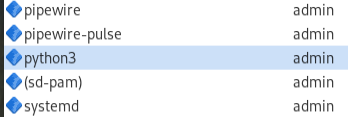 pipewire admin
pipewire-pulse admin
python3 admin
(sd-pam) admin
systemd admin